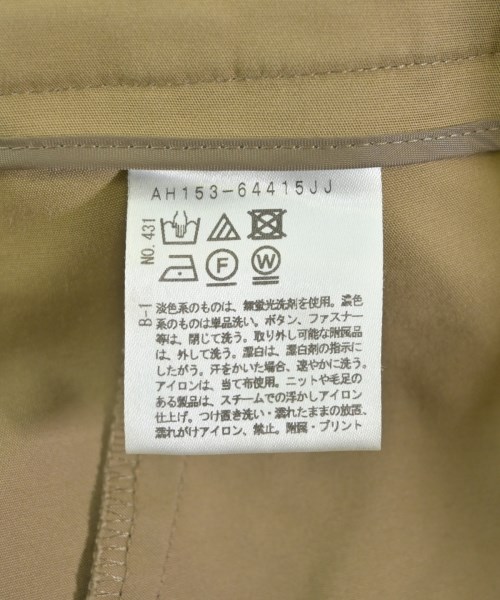 AH153-64415JJ
NO.431
F
W
B-1
淡色系のものは、無蛍光洗剤を使用。濃色
系のものは単品洗い。ボタン、ファスナー
等は、閉じて洗う。取り外し可能な附属品
は、外して洗う。漂白は、漂白剤の指示に
したがう。汗をかいた場合、速やかに洗う。
アイロンは、当て布使用。ニットや毛足の
ある製品は、スチームでの浮かしアイロン
仕上げ。つけ置き洗い・濡れたままの放置、
濡れがけアイロン、禁止。附属・プリント